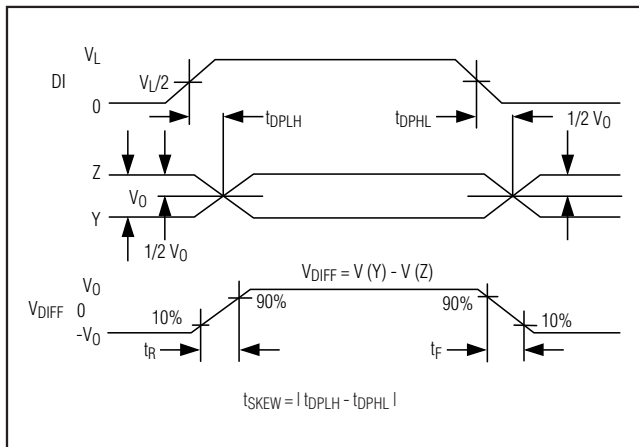 V_L
DI
V_L/2
0
t_DPLH
t_DPHL
1/2 V_O
Z
V_O
Y
1/2 V_O
V_DIFF = V (Y) - V (Z)
V_O
V_DIFF 0
-V_O
10%
90%
90%
10%
t_R
t_F
t_SKEW = | t_DPLH - t_DPHL |